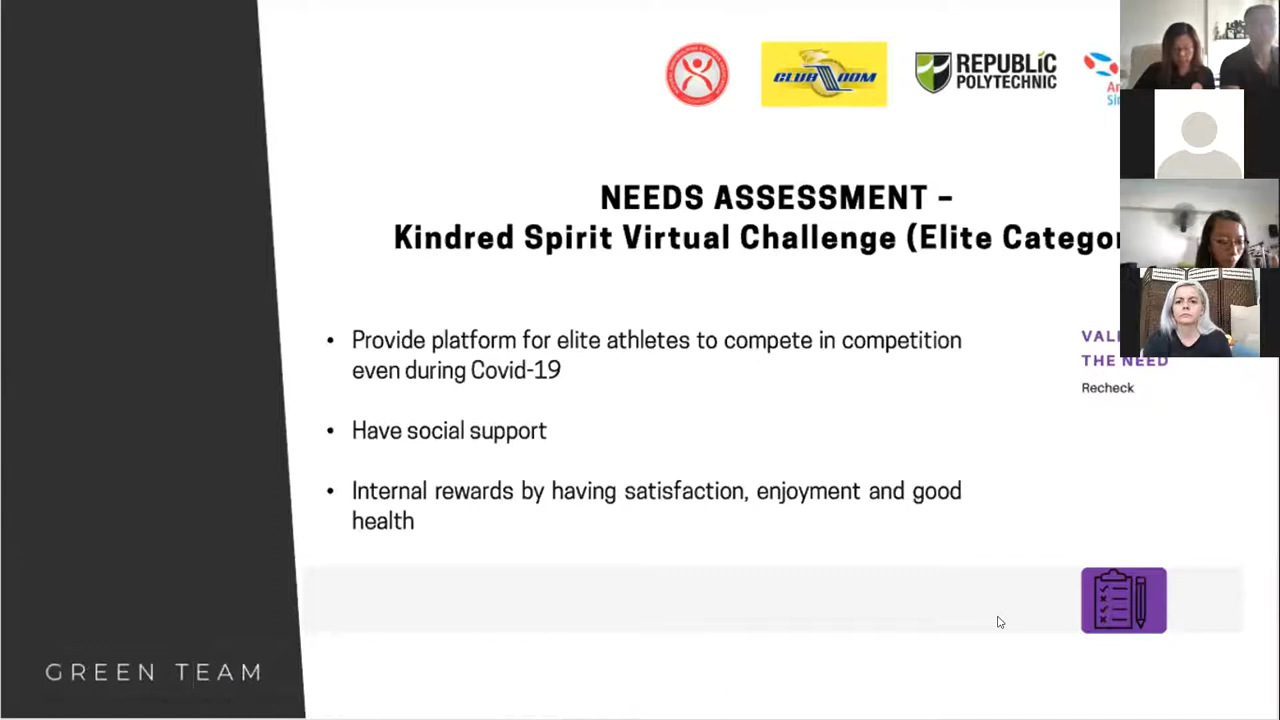 CLUB DOM
REPUBLIC
POLYTECHNIC
NEEDS ASSESSMENT –
Kindred Spirit Virtual Challenge (Elite Categor
• Provide platform for elite athletes to compete in competition
even during Covid-19
• Have social support
• Internal rewards by having satisfaction, enjoyment and good
health
THE NEED
Recheck
GREEN TEAM